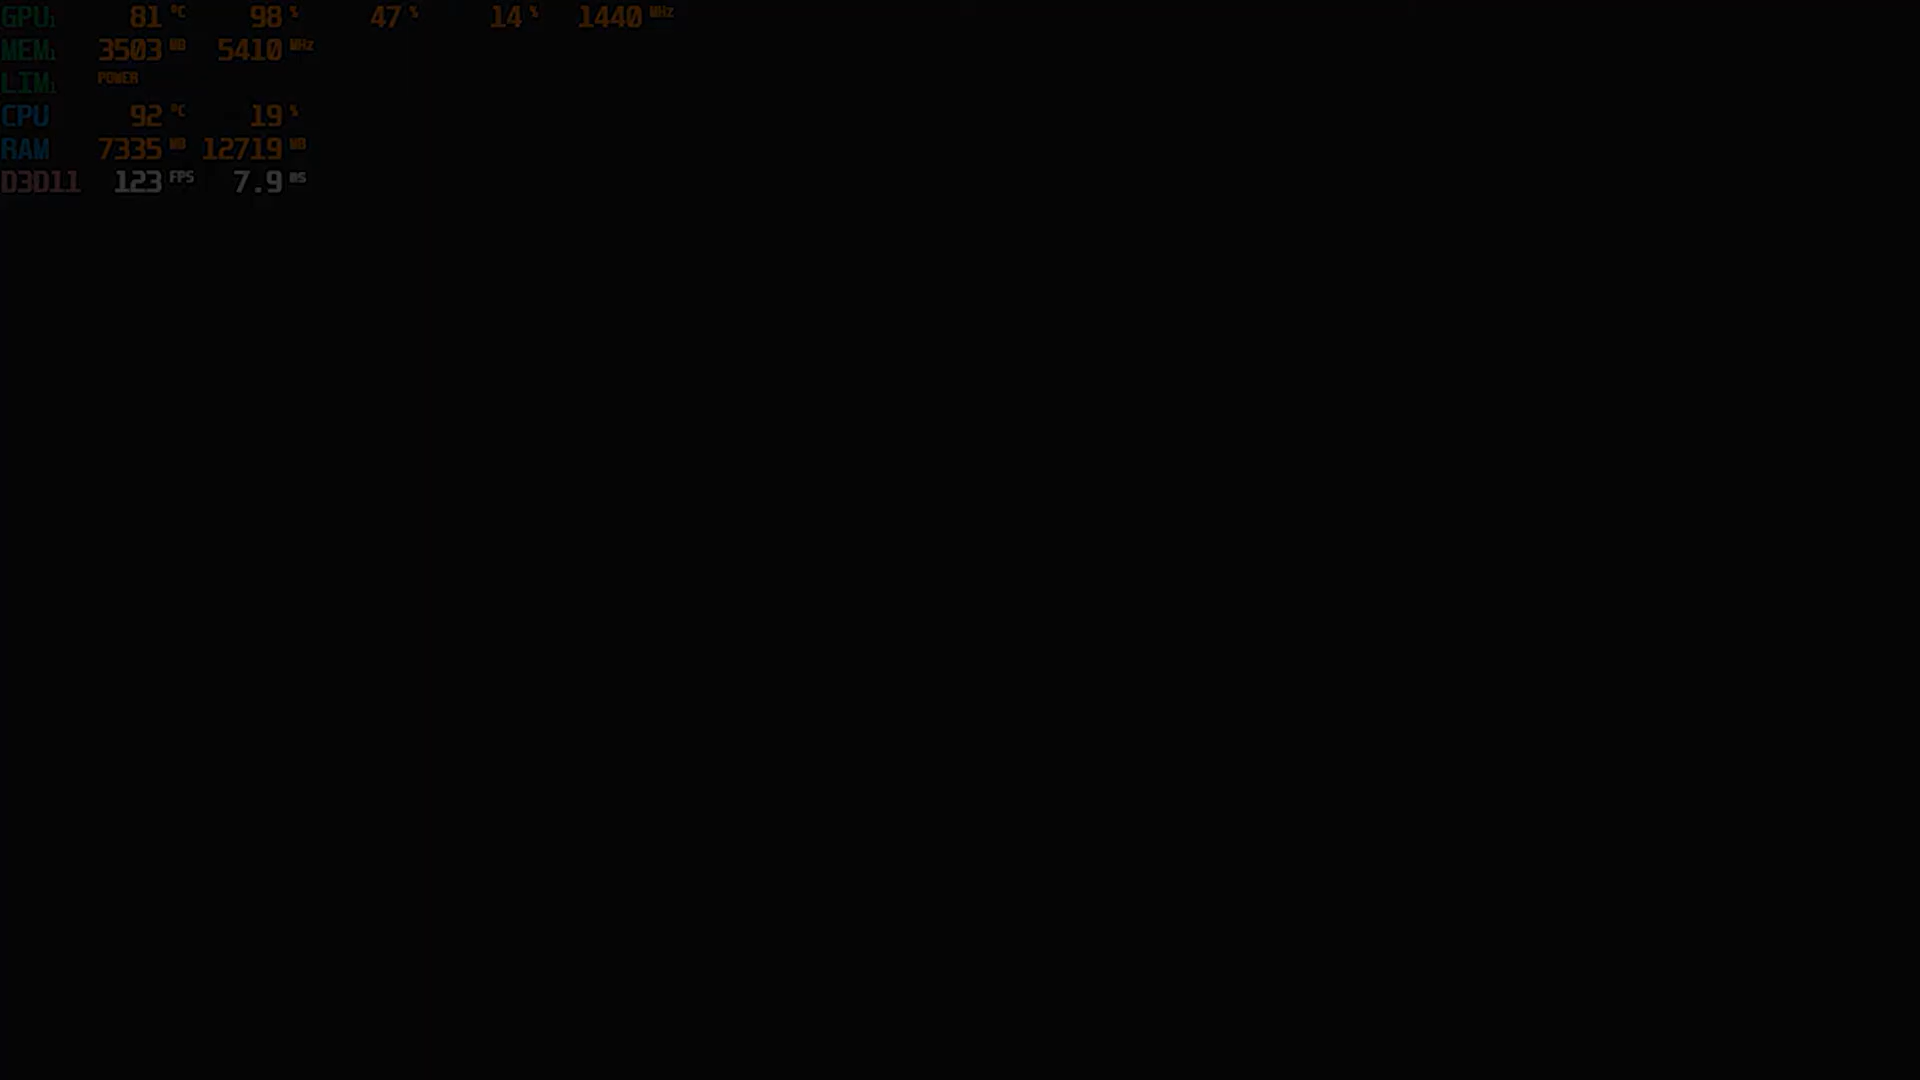 GPU1 81 °C 98 % 47 % 14 % 1440 MHz
MEM1 3503 MB 5410 MHz
LIM1 POWER
CPU 92 °C 19 %
RAM 7335 MB 12719 MB
D3D11 123 FPS 7.9 ms